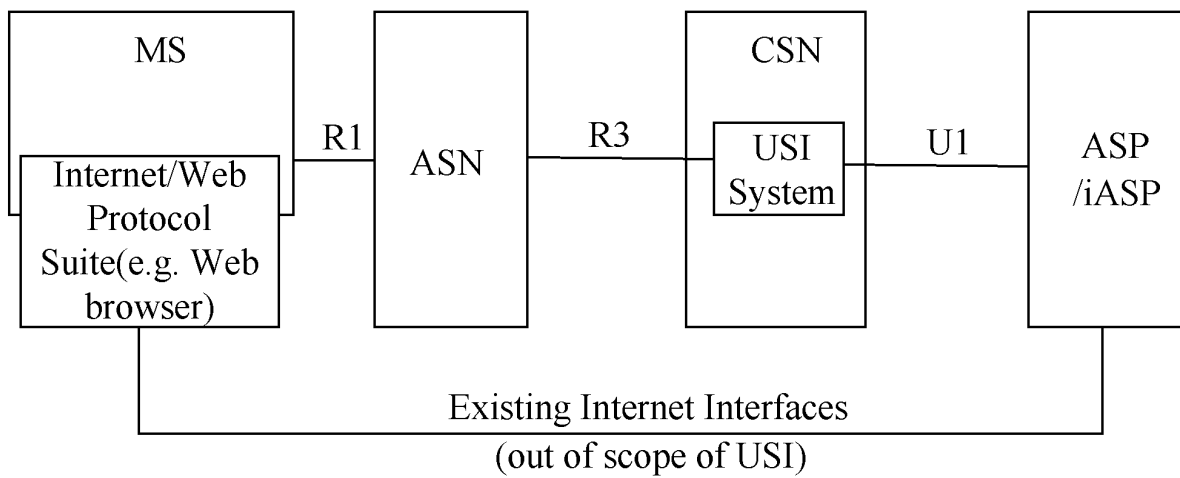 MS
Internet/Web
Protocol
Suite(e.g. Web
browser)
R1
ASN
R3
CSN
USI
System
U1
ASP
/iASP
Existing Internet Interfaces
(out of scope of USI)